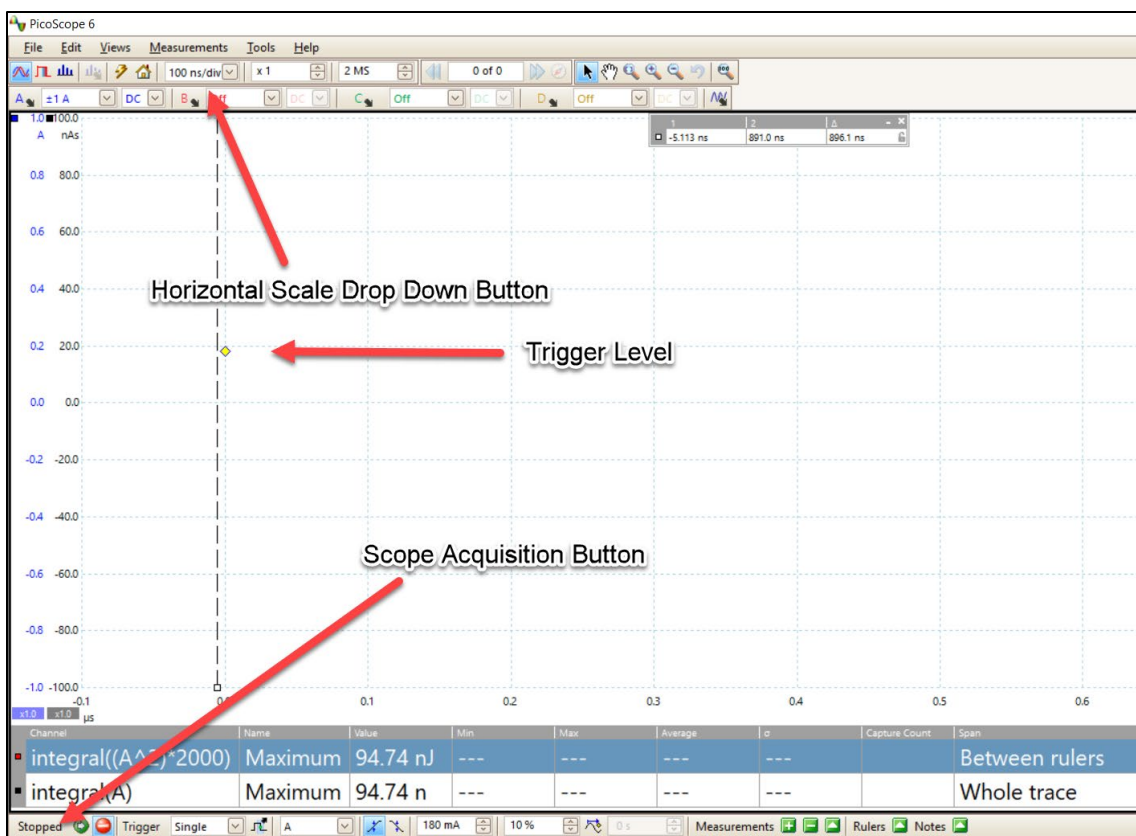 PicoScope 6
File Edit Views Measurements Tools Help
100 ns/div x 1 2 MS 0 of 0
A ±1 A DC B Off DC C Off DC D Off DC
1.0 100.0
A nAs
1 2 Δ
-5.113 ns 891.0 ns 896.1 ns
0.8 80.0
0.6 60.0
Horizontal Scale Drop Down Button
0.4 40.0
0.2 20.0
Trigger Level
0.0 0.0
-0.2 -20.0
-0.4 -40.0
Scope Acquisition Button
-0.6 -60.0
-0.8 -80.0
-1.0 -100.0
-0.1 0.1 0.2 0.3 0.4 0.5 0.6
x1.0 x1.0 µs
Channel Name Value Min Max Average σ Capture Count Span
integral((A^2)*2000) Maximum 94.74 nJ --- --- --- --- Between rulers
integral(A) Maximum 94.74 n --- --- --- --- Whole trace
Stopped Trigger Single A 180 mA 10 % 0 s Measurements Rulers Notes